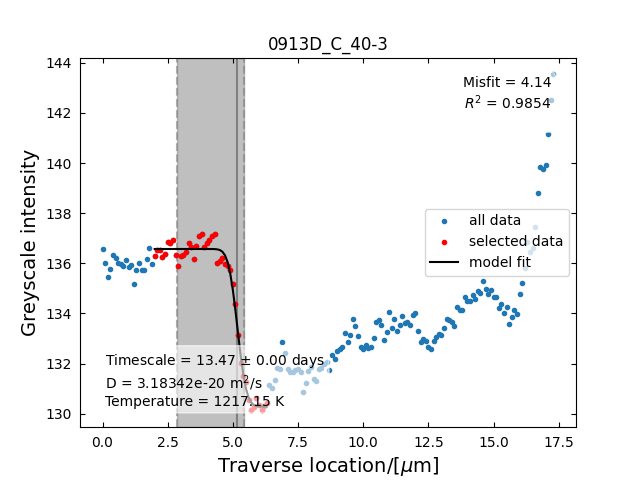 0913D_C_40-3
Greyscale intensity
144
142
140
138
136
134
132
130
Misfit = 4.14
R² = 0.9854
all data
selected data
model fit
Timescale = 13.47 ± 0.00 days
D = 3.18342e-20 m²/s
Temperature = 1217.15 K
0.0 2.5 5.0 7.5 10.0 12.5 15.0 17.5
Traverse location/[μm]